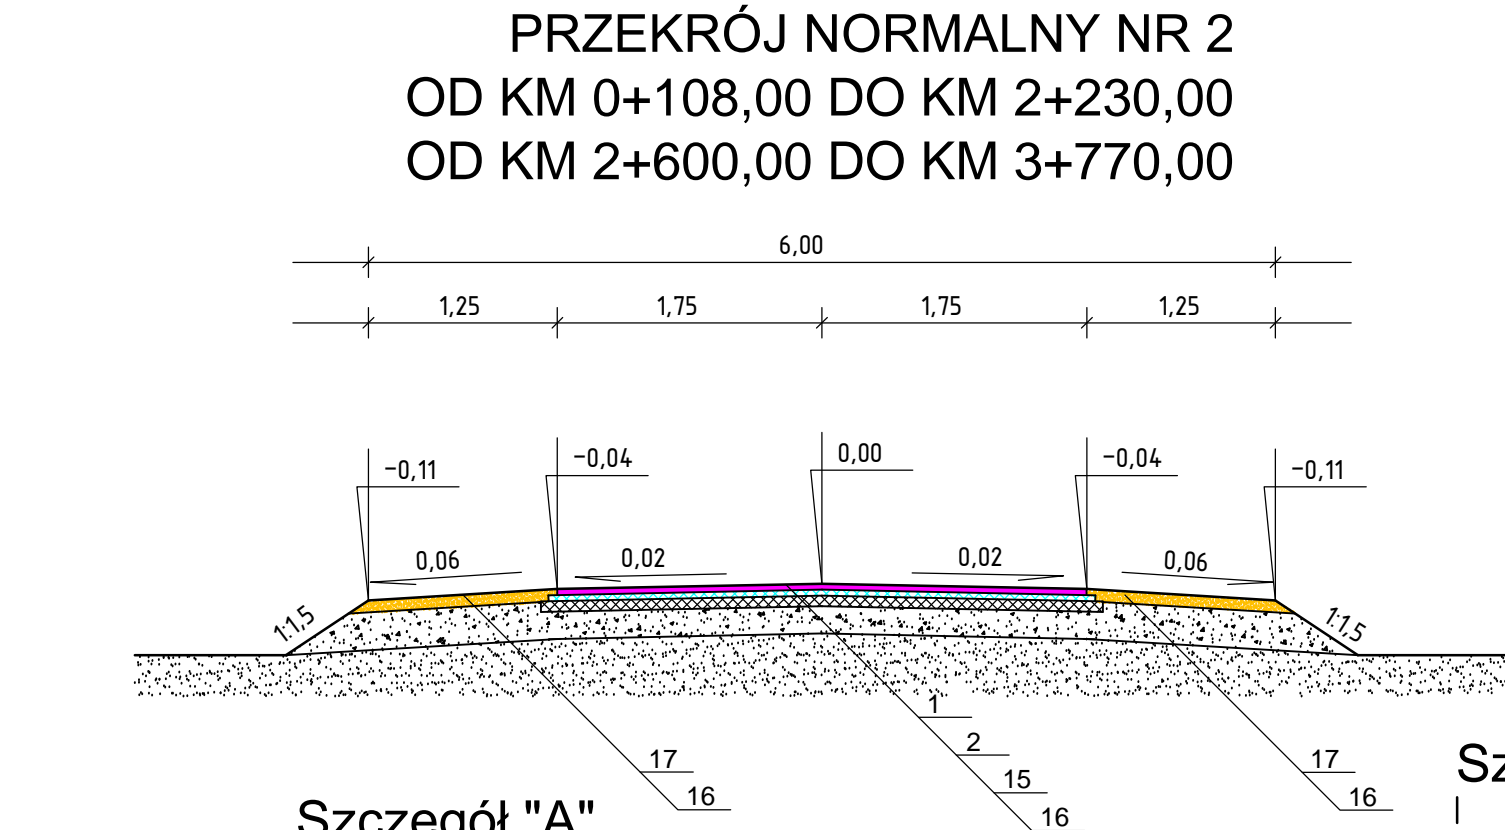 PRZEKRÓJ NORMALNY NR 2
OD KM 0+108,00 DO KM 2+230,00
OD KM 2+600,00 DO KM 3+770,00
6,00
1,25 1,75 1,75 1,25
-0,11 -0,04 0,00 -0,04 -0,11
0,06 0,02 0,02 0,06
1:1,5 1:1,5
1
2
17 17
15
16 16
16
Szczegół "A"